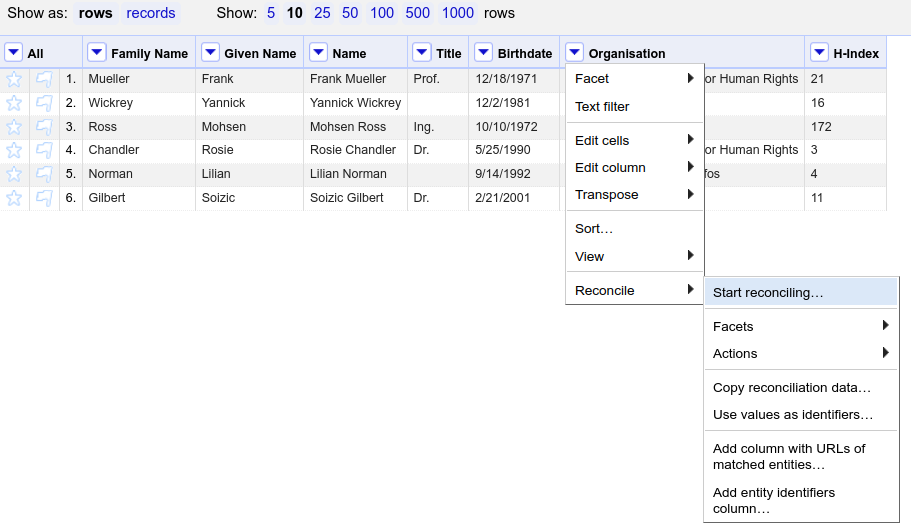 Show as: rows records Show: 5 10 25 50 100 500 1000 rows
All Family Name Given Name Name Title Birthdate Organisation H-Index
1. Mueller Frank Frank Mueller Prof. 12/18/1971 or Human Rights 21
2. Wickrey Yannick Yannick Wickrey 12/2/1981 16
3. Ross Mohsen Mohsen Ross Ing. 10/10/1972 172
4. Chandler Rosie Rosie Chandler Dr. 5/25/1990 or Human Rights 3
5. Norman Lilian Lilian Norman 9/14/1992 fos 4
6. Gilbert Soizic Soizic Gilbert Dr. 2/21/2001 11
Facet
Text filter
Edit cells
Edit column
Transpose
Sort…
View
Reconcile
Start reconciling…
Facets
Actions
Copy reconciliation data…
Use values as identifiers…
Add column with URLs of
matched entities…
Add entity identifiers
column…